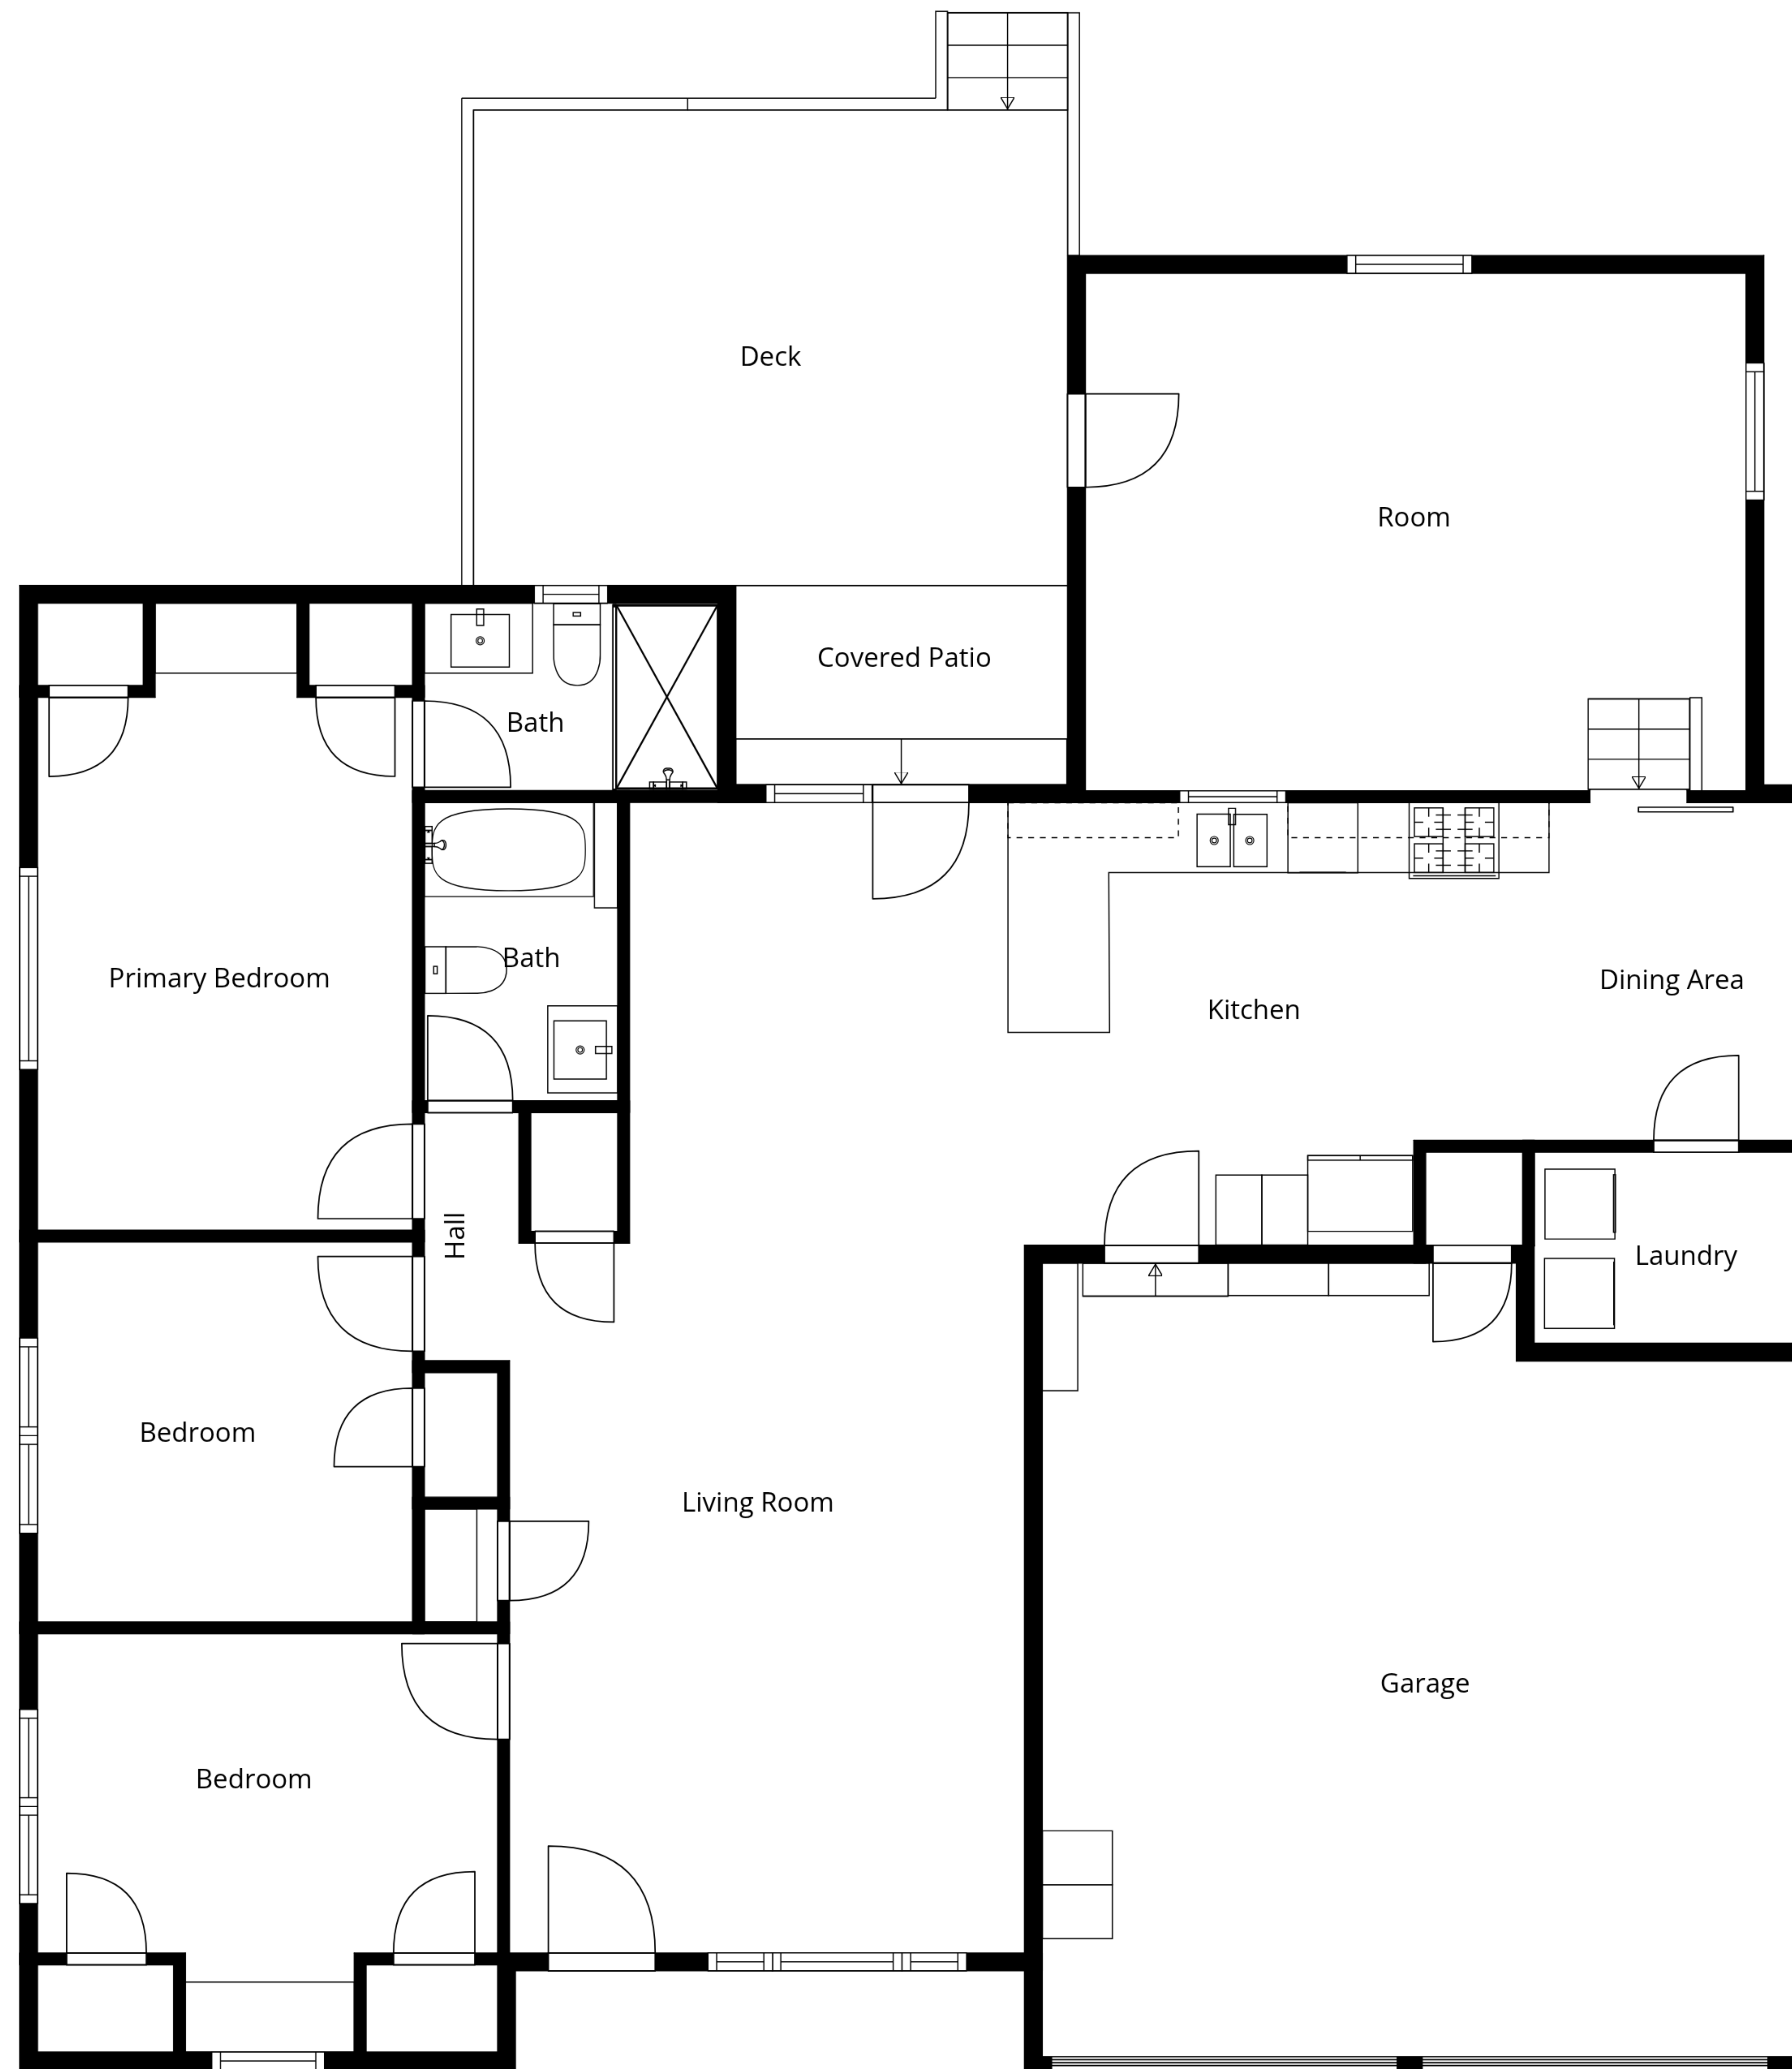 Deck
Room
Covered Patio
Bath
Bath
Primary Bedroom
Dining Area
Kitchen
Hall
Laundry
Bedroom
Living Room
Garage
Bedroom